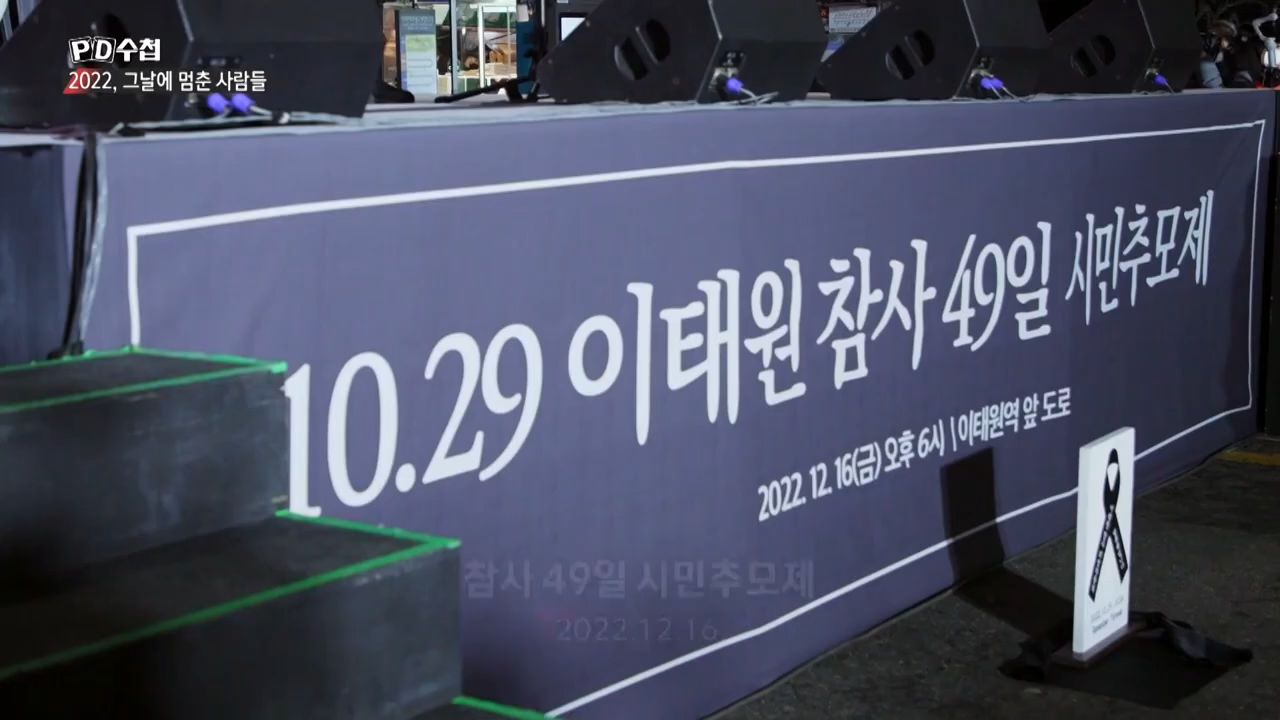 PD수첩
2022, 그날에 멈춘 사람들
10.29 이태원 참사 49일 시민추모제
2022. 12. 16(금) 오후 6시 | 이태원역 앞 도로
참사 49일 시민추모제
2022.12.16